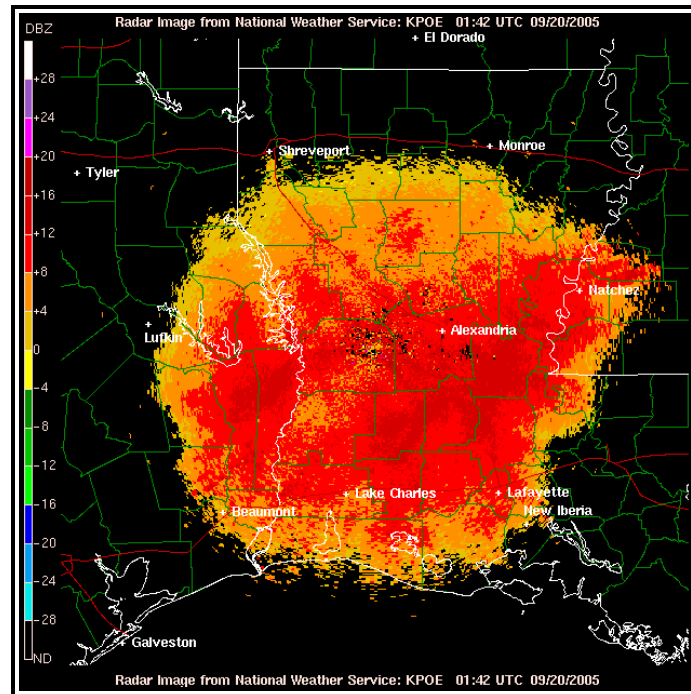 Radar Image from National Weather Service: KPOE 01:42 UTC 09/20/2005
DBZ
El Dorado
+28
+24
Shreveport
Monroe
+20
Tyler
+16
+12
+8
Natchez
+4
Lufkin
Alexandria
0
-4
-8
-12
Lake Charles
Lafayette
-16
Beaumont
New Iberia
-20
-24
-28
Galveston
ND
Radar Image from National Weather Service: KPOE 01:42 UTC 09/20/2005